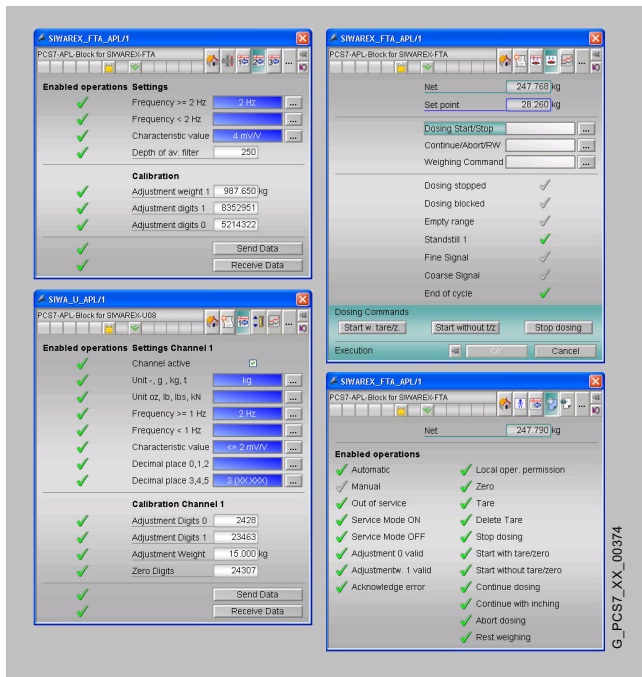 SIWAREX_FTA_APL/1
PCS7-APL-Block for SIWAREX-FTA
1 2 3 ...
Enabled operations Settings
Frequency >= 2 Hz 2 Hz ...
Frequency < 2 Hz ...
Characteristic value 4 mV/V ...
Depth of av. filter 250
Calibration
Adjustment weight 1 987.650 kg
Adjustment digits 1 8352951
Adjustment digits 0 5214322
Send Data
Receive Data
SIWA_U_APL/1
PCS7-APL-Block for SIWAREX-U08
1 ...
Enabled operations Settings Channel 1
Channel active
Unit -, g , kg, t kg ...
Unit oz, lb, lbs, kN ...
Frequency >= 1 Hz 2 Hz ...
Frequency < 1 Hz ...
Characteristic value <= 2 mV/V ...
Decimal place 0,1,2 ...
Decimal place 3,4,5 3 (XX.XXX) ...
Calibration Channel 1
Adjustment Digits 0 2428
Adjustment Digits 1 23463
Adjustment Weight 15.000 kg
Zero Digits 24307
Send Data
Receive Data
SIWAREX_FTA_APL/1
PCS7-APL-Block for SIWAREX-FTA
...
Net 247.768 kg
Set point 28.260 kg
Dosing Start/Stop ...
Continue/Abort/RW ...
Weighing Command ...
Dosing stopped
Dosing blocked
Empty range
Standstill 1
Fine Signal
Coarse Signal
End of cycle
Dosing Commands
Start w. tare/z. Start without t/z Stop dosing
Execution OK Cancel
SIWAREX_FTA_APL/1
PCS7-APL-Block for SIWAREX-FTA
...
Net 247.790 kg
Enabled operations
Automatic Local oper. permission
Manual Zero
Out of service Tare
Service Mode ON Delete Tare
Service Mode OFF Stop dosing
Adjustment 0 valid Start with tare/zero
Adjustmentw. 1 valid Start without tare/zero
Acknowledge error Continue dosing
Continue with inching
Abort dosing
Rest weighing
G_PCS7_XX_00374